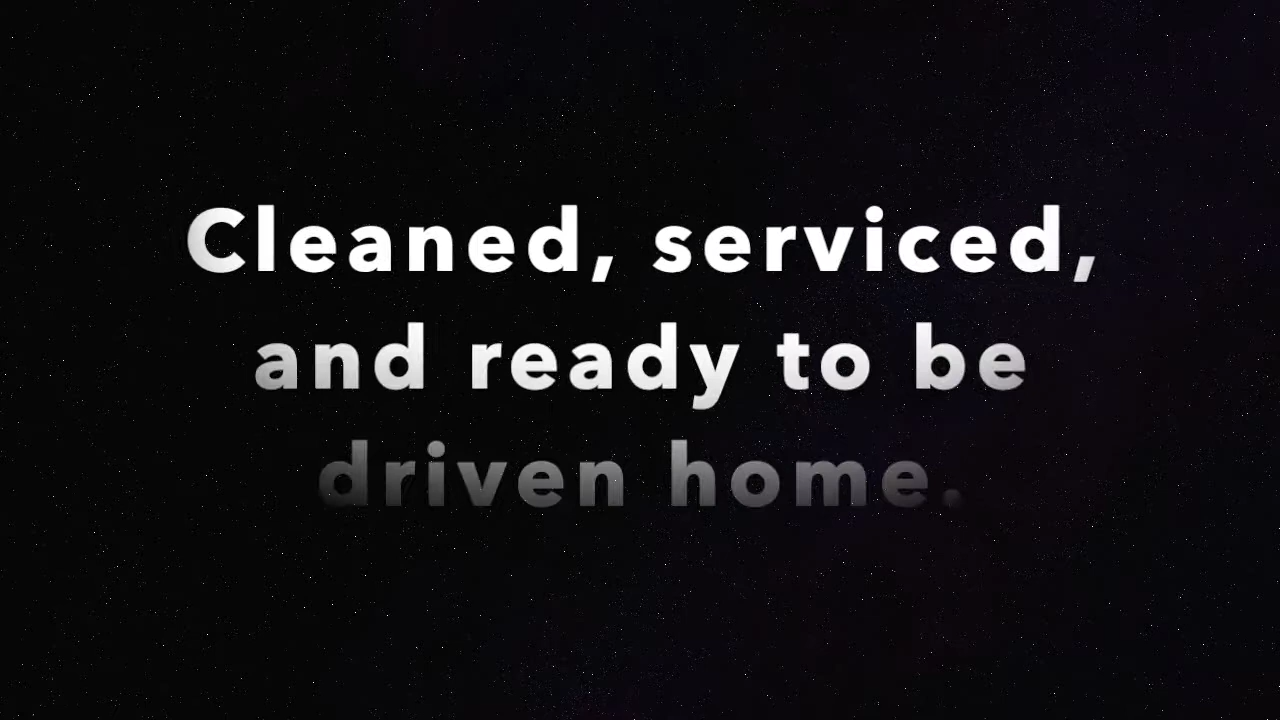 Cleaned, serviced,
and ready to be
driven home.